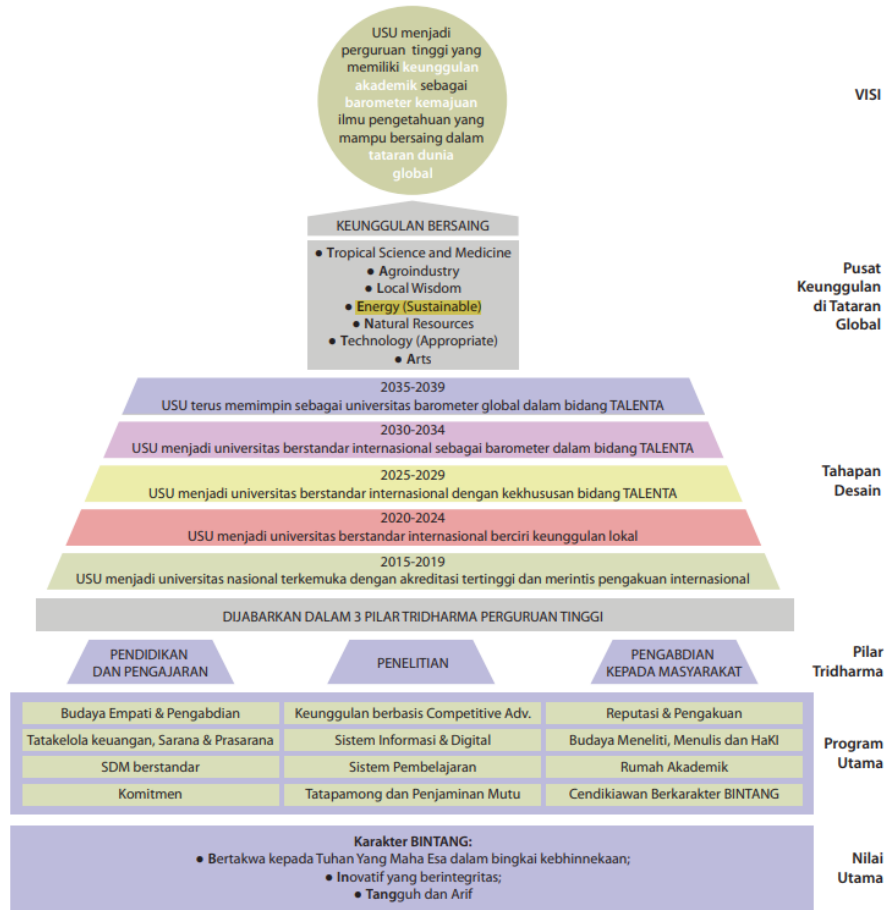 USU menjadi
perguruan tinggi yang
memiliki keunggulan
akademik sebagai
barometer kemajuan
ilmu pengetahuan yang
mampu bersaing dalam
tataran dunia
global
VISI
KEUNGGULAN BERSAING
● Tropical Science and Medicine
● Agroindustry
● Local Wisdom
● Energy (Sustainable)
● Natural Resources
● Technology (Appropriate)
● Arts
Pusat
Keunggulan
di Tataran
Global
2035-2039
USU terus memimpin sebagai universitas barometer global dalam bidang TALENTA
2030-2034
USU menjadi universitas berstandar internasional sebagai barometer dalam bidang TALENTA
2025-2029
USU menjadi universitas berstandar internasional dengan kekhususan bidang TALENTA
2020-2024
USU menjadi universitas berstandar internasional berciri keunggulan lokal
2015-2019
USU menjadi universitas nasional terkemuka dengan akreditasi tertinggi dan merintis pengakuan internasional
Tahapan
Desain
DIJABARKAN DALAM 3 PILAR TRIDHARMA PERGURUAN TINGGI
PENDIDIKAN
DAN PENGAJARAN
PENELITIAN
PENGABDIAN
KEPADA MASYARAKAT
Pilar
Tridharma
Budaya Empati & Pengabdian
Keunggulan berbasis Competitive Adv.
Reputasi & Pengakuan
Tatakelola keuangan, Sarana & Prasarana
Sistem Informasi & Digital
Budaya Meneliti, Menulis dan HaKI
SDM berstandar
Sistem Pembelajaran
Rumah Akademik
Komitmen
Tatapamong dan Penjaminan Mutu
Cendikiawan Berkarakter BINTANG
Program
Utama
Karakter BINTANG:
● Bertakwa kepada Tuhan Yang Maha Esa dalam bingkai kebhinnekaan;
● Inovatif yang berintegritas;
● Tangguh dan Arif
Nilai
Utama